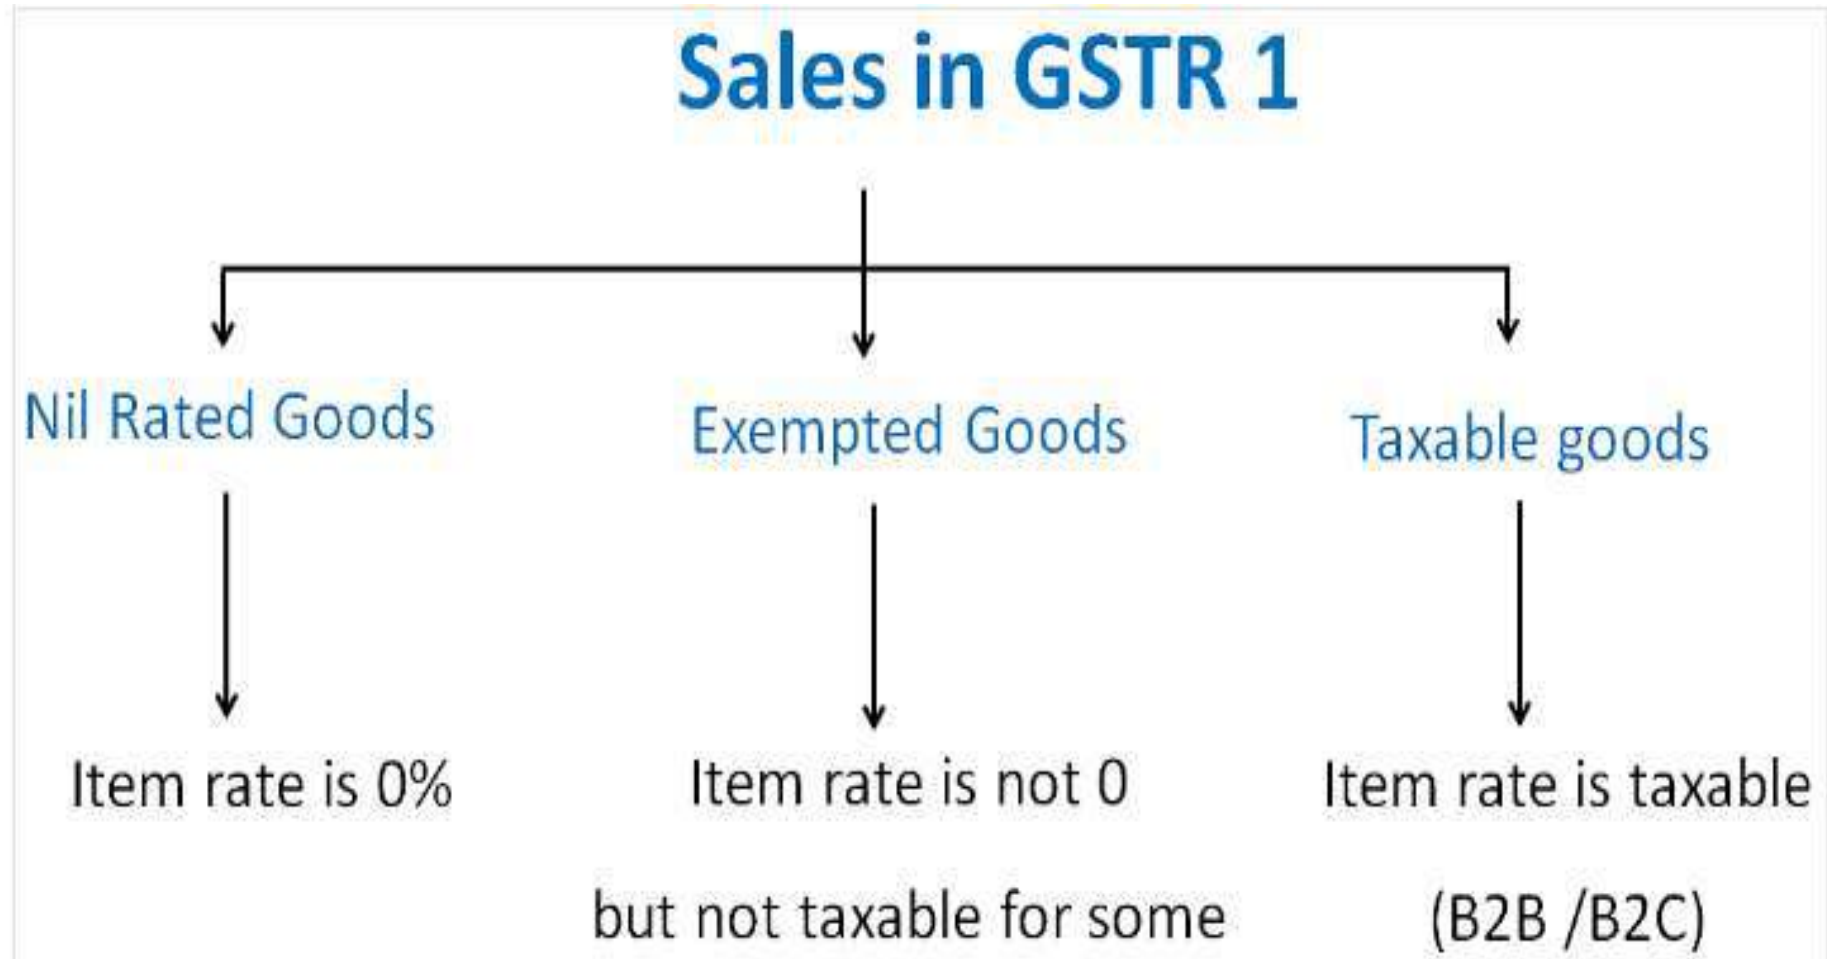 Sales in GSTR 1
Nil Rated Goods
Exempted Goods
Taxable goods
Item rate is 0%
Item rate is not 0
but not taxable for some
Item rate is taxable
(B2B /B2C)